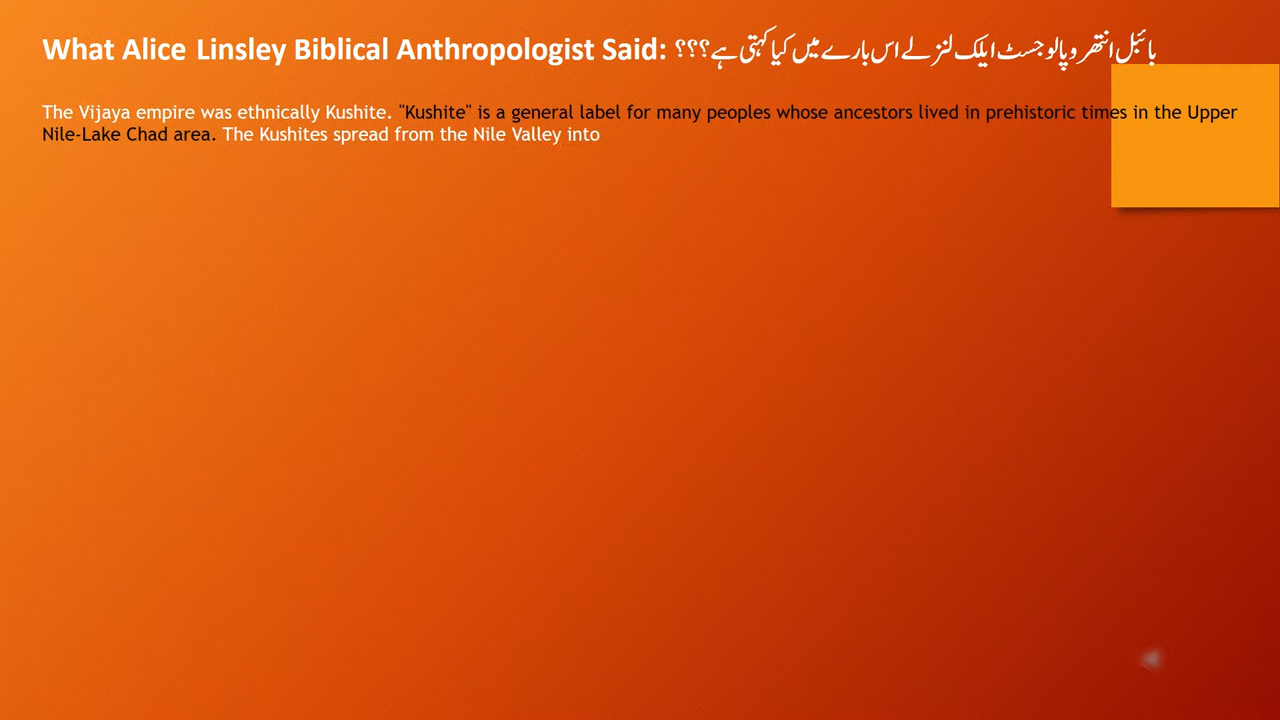 What Alice Linsley Biblical Anthropologist Said: بائبل انتھروپالوجسٹ ایلک لنزلے اس بارے میں کیا کہتی ہے؟؟؟
The Vijaya empire was ethnically Kushite. "Kushite" is a general label for many peoples whose ancestors lived in prehistoric times in the Upper
Nile-Lake Chad area. The Kushites spread from the Nile Valley into